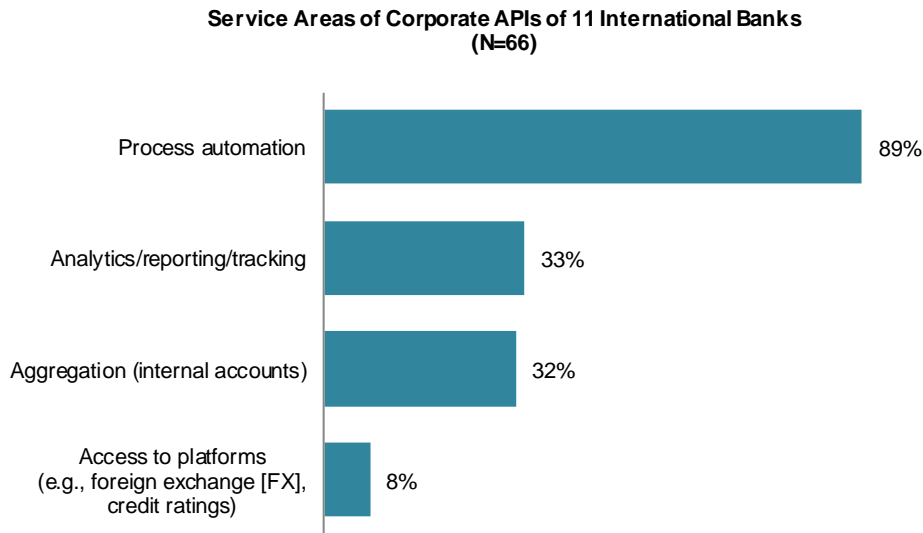 Service Areas of Corporate APIs of 11 International Banks
(N=66)
Process automation
89%
Analytics/reporting/tracking
33%
Aggregation (internal accounts)
32%
Access to platforms
(e.g., foreign exchange [FX],
credit ratings)
8%